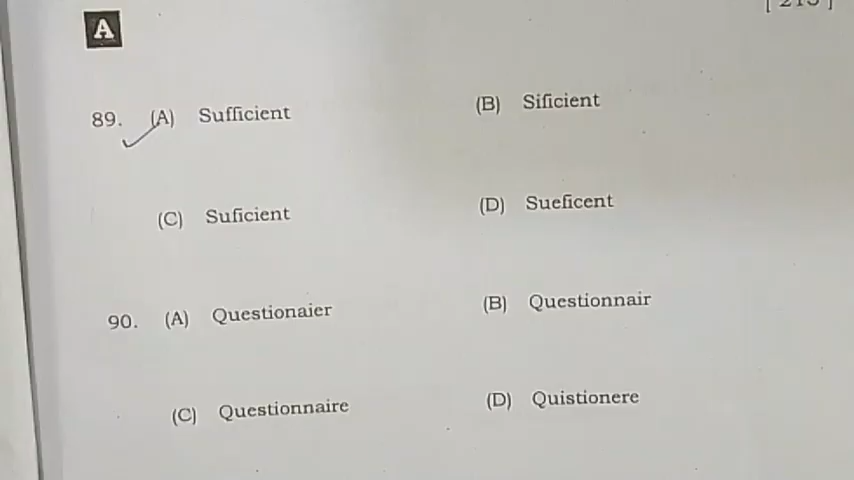 A
89. (A) Sufficient (B) Sificient
(C) Suficient (D) Sueficent
90. (A) Questionaier (B) Questionnair
(C) Questionnaire (D) Quistionere